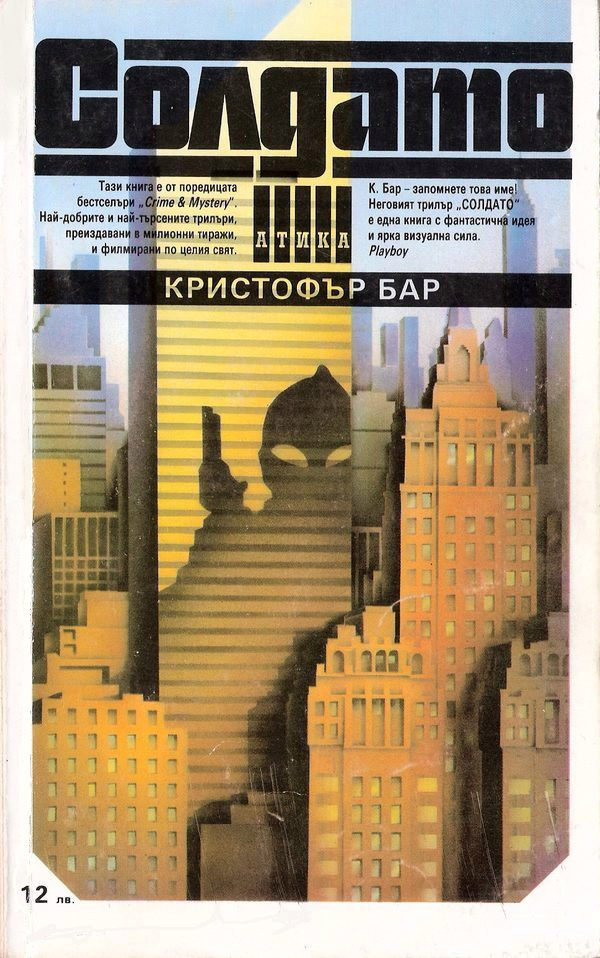 Солдато
Тази книга е от поредицата
бестселъри „Crime & Mystery".
Най-добрите и най-търсените трилъри,
преиздавани в милионни тиражи,
и филмирани по целия свят.
АТИКА
К. Бар – запомнете това име!
Неговият трилър „СОЛДАТО"
е една книга с фантастична идея
и ярка визуална сила.
Playboy
КРИСТОФЪР БАР
12 лв.